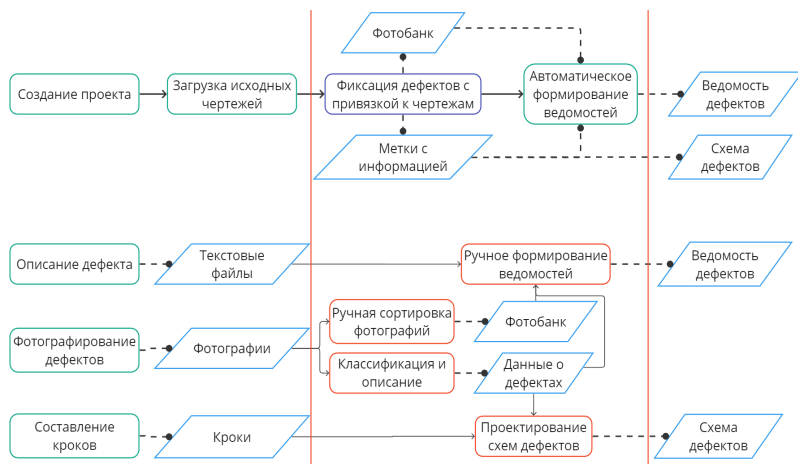 Фотобанк
Создание проекта
Загрузка исходных
чертежей
Фиксация дефектов с
привязкой к чертежам
Автоматическое
формирование
ведомостей
Ведомость
дефектов
Метки с
информацией
Схема
дефектов
Описание дефекта
Текстовые
файлы
Ручное формирование
ведомостей
Ведомость
дефектов
Фотографирование
дефектов
Фотографии
Ручная сортировка
фотографий
Фотобанк
Классификация и
описание
Данные о
дефектах
Составление
кроков
Кроки
Проектирование
схем дефектов
Схема
дефектов